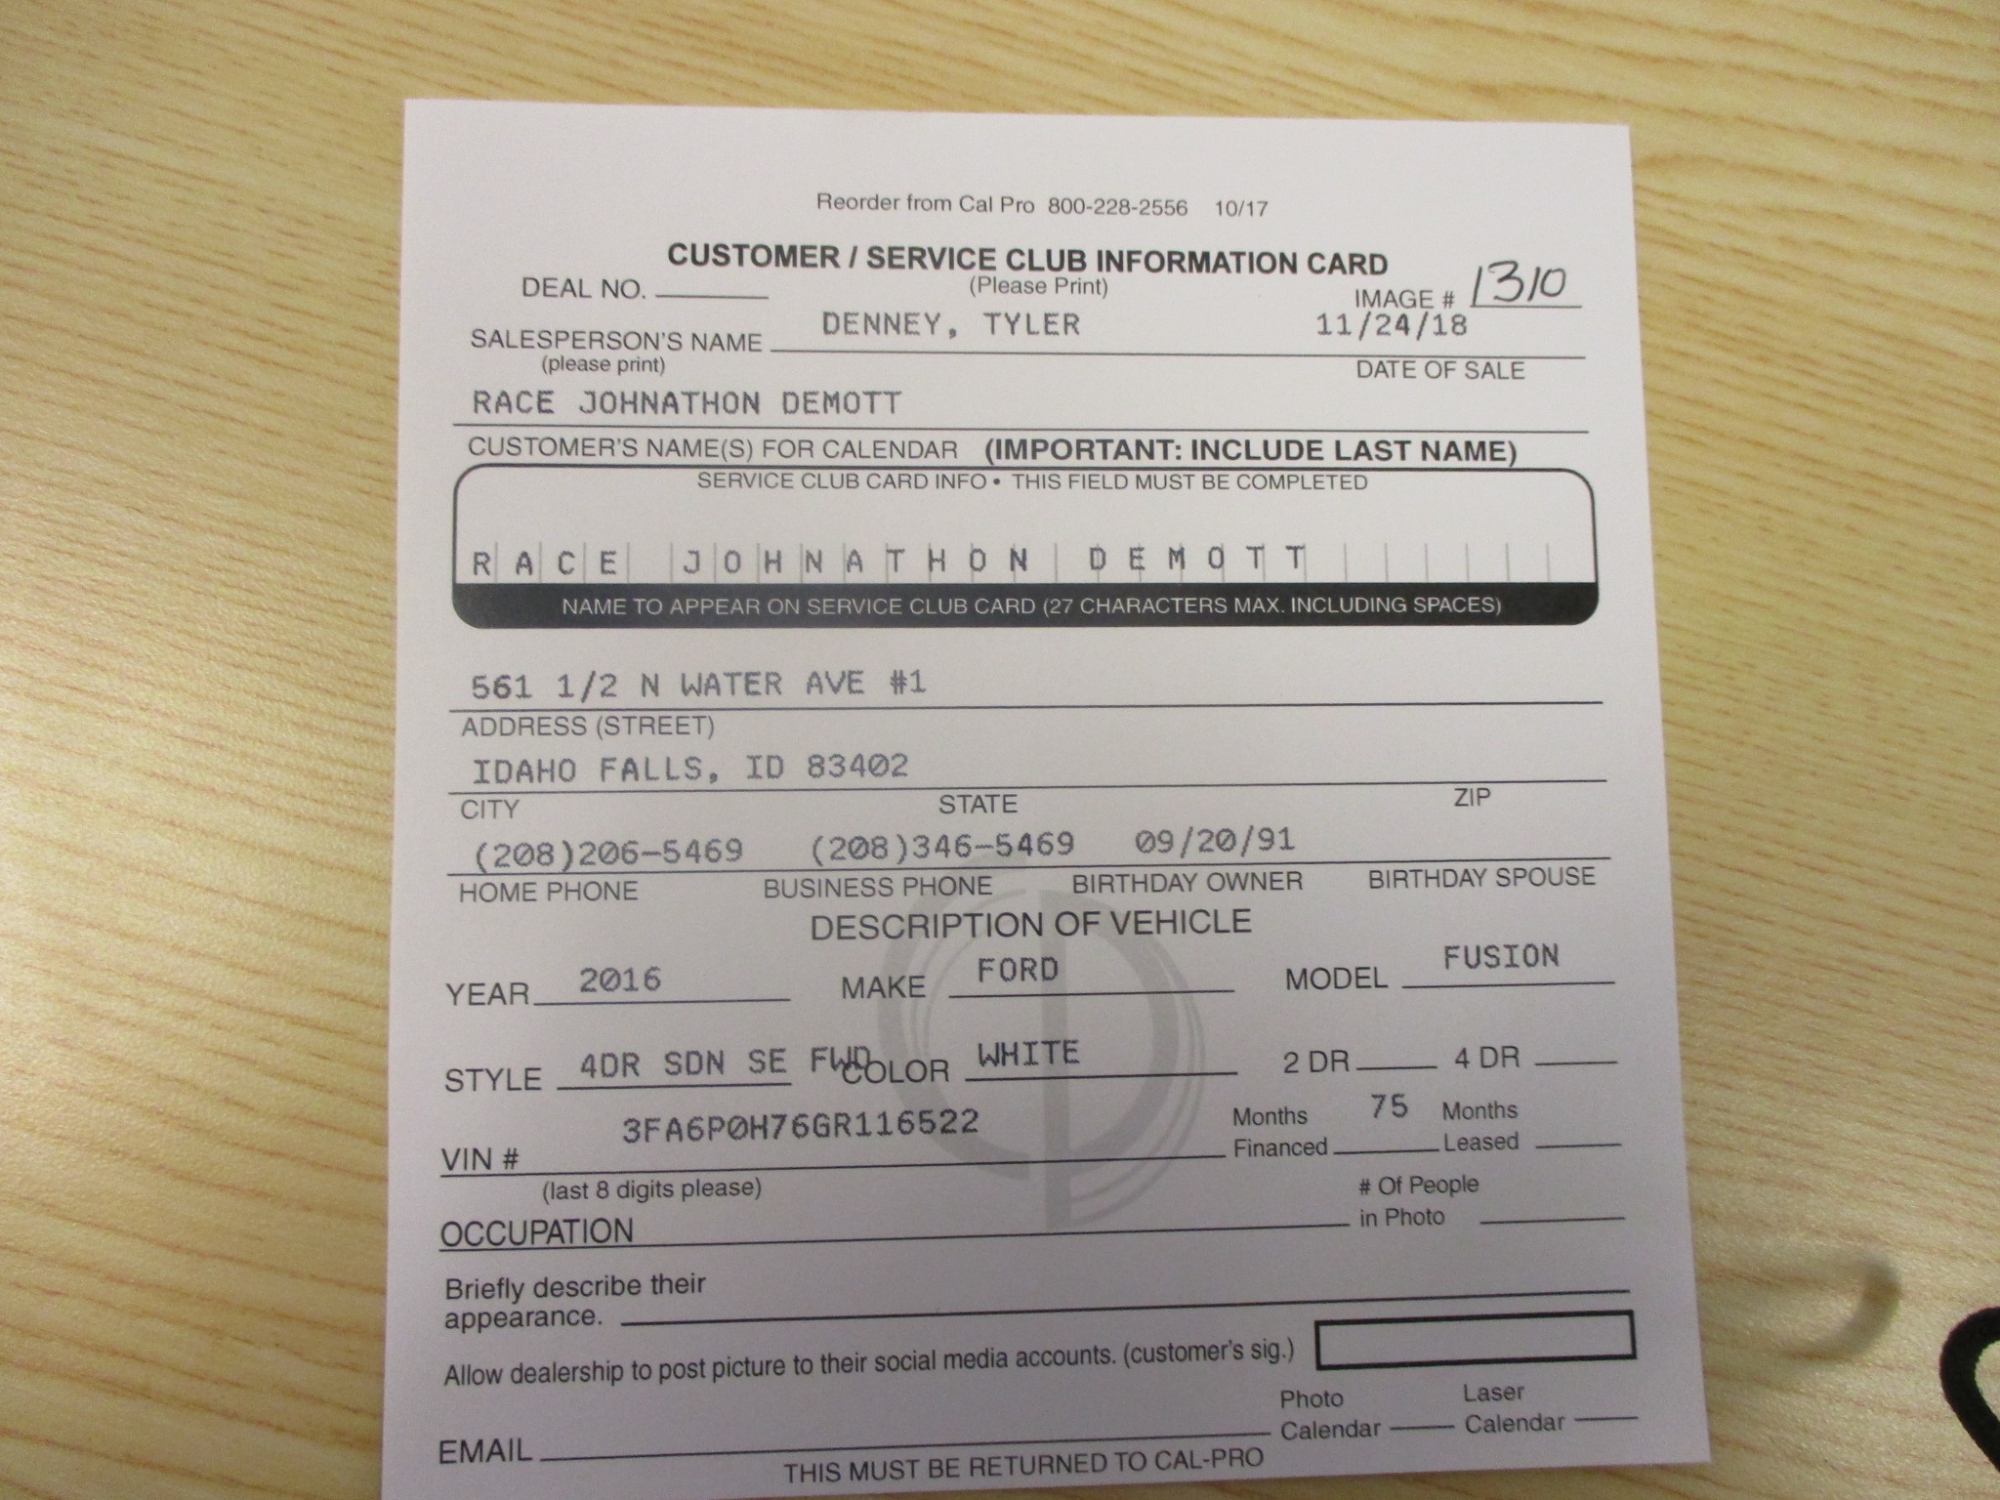 Reorder from Cal Pro 800-228-2556 10/17
CUSTOMER / SERVICE CLUB INFORMATION CARD
DEAL NO. (Please Print) IMAGE # 1310
DENNEY, TYLER 11/24/18
SALESPERSON'S NAME
(please print) DATE OF SALE
RACE JOHNATHON DEMOTT
CUSTOMER'S NAME(S) FOR CALENDAR (IMPORTANT: INCLUDE LAST NAME)
SERVICE CLUB CARD INFO • THIS FIELD MUST BE COMPLETED
RACE JOHNATHON DEMOTT
NAME TO APPEAR ON SERVICE CLUB CARD (27 CHARACTERS MAX. INCLUDING SPACES)
561 1/2 N WATER AVE #1
ADDRESS (STREET)
IDAHO FALLS, ID 83402
CITY STATE ZIP
(208)206-5469 (208)346-5469 09/20/91
HOME PHONE BUSINESS PHONE BIRTHDAY OWNER BIRTHDAY SPOUSE
DESCRIPTION OF VEHICLE
YEAR 2016 MAKE FORD MODEL FUSION
STYLE 4DR SDN SE FWD COLOR WHITE 2 DR 4 DR
3FA6P0H76GR116522 Months 75 Months
VIN # Financed Leased
(last 8 digits please) # Of People
OCCUPATION in Photo
Briefly describe their
appearance.
Allow dealership to post picture to their social media accounts. (customer's sig.)
Photo Laser
EMAIL Calendar Calendar
THIS MUST BE RETURNED TO CAL-PRO